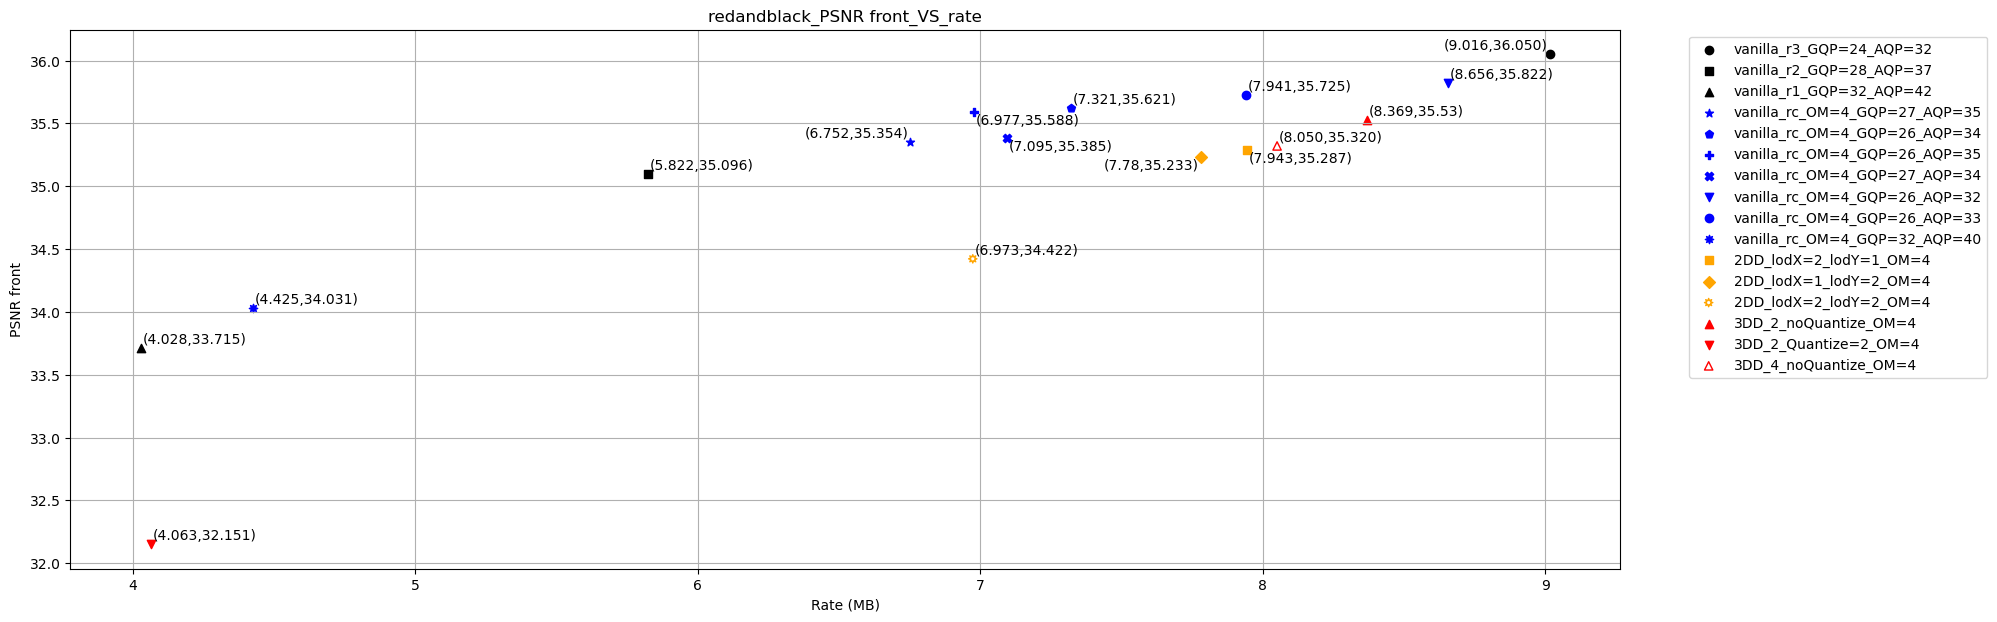 redandblack_PSNR front_VS_rate
PSNR front
36.0
35.5
35.0
34.5
34.0
33.5
33.0
32.5
32.0
(9.016,36.050)
(8.656,35.822)
(7.941,35.725)
(7.321,35.621)
(6.977,35.588)
(8.369,35.53)
(6.752,35.354)
(7.095,35.385)
(8.050,35.320)
(7.943,35.287)
(7.78,35.233)
(5.822,35.096)
(6.973,34.422)
(4.425,34.031)
(4.028,33.715)
(4.063,32.151)
4
5
6
7
8
9
Rate (MB)
vanilla_r3_GQP=24_AQP=32
vanilla_r2_GQP=28_AQP=37
vanilla_r1_GQP=32_AQP=42
vanilla_rc_OM=4_GQP=27_AQP=35
vanilla_rc_OM=4_GQP=26_AQP=34
vanilla_rc_OM=4_GQP=26_AQP=35
vanilla_rc_OM=4_GQP=27_AQP=34
vanilla_rc_OM=4_GQP=26_AQP=32
vanilla_rc_OM=4_GQP=26_AQP=33
vanilla_rc_OM=4_GQP=32_AQP=40
2DD_lodX=2_lodY=1_OM=4
2DD_lodX=1_lodY=2_OM=4
2DD_lodX=2_lodY=2_OM=4
3DD_2_noQuantize_OM=4
3DD_2_Quantize=2_OM=4
3DD_4_noQuantize_OM=4